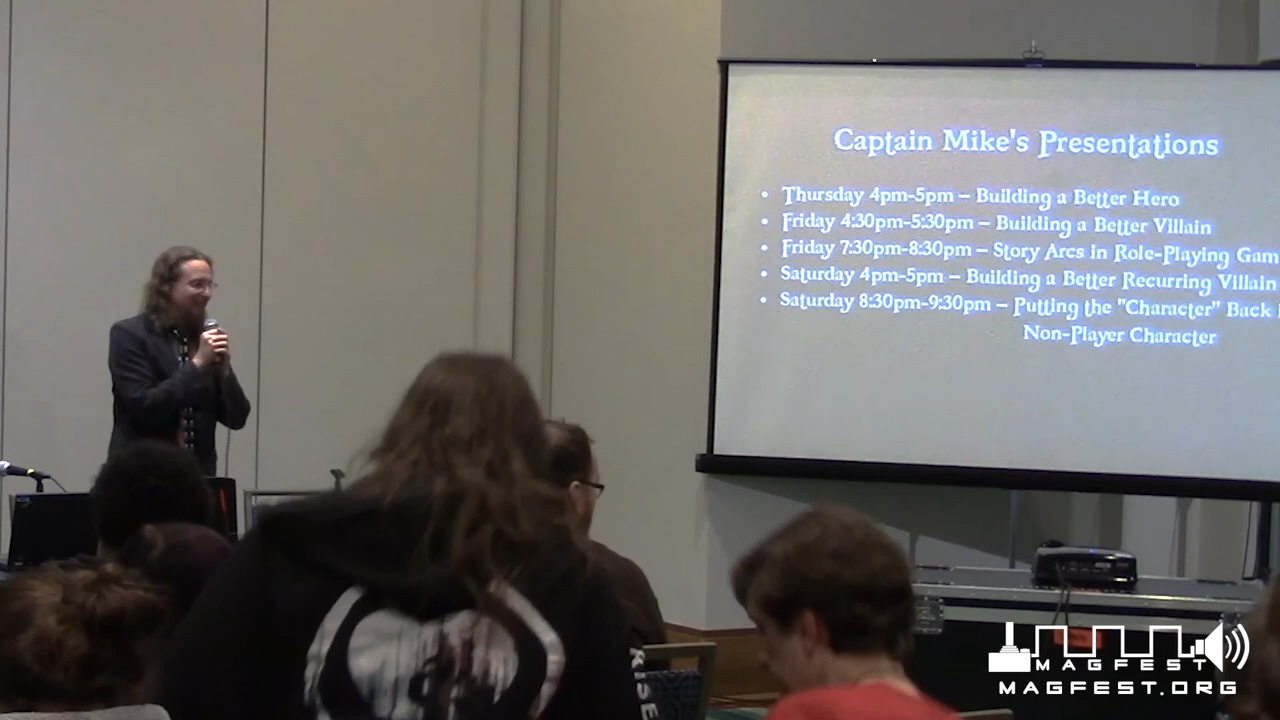 Captain Mike's Presentations
• Thursday 4pm-5pm – Building a Better Hero
• Friday 4:30pm-5:30pm – Building a Better Villain
• Friday 7:30pm-8:30pm – Story Arcs in Role-Playing Gam
• Saturday 4pm-5pm – Building a Better Recurring Villain
• Saturday 8:30pm-9:30pm – Putting the "Character" Back
Non-Player Character
RISE
MAGFEST
MAGFEST.ORG